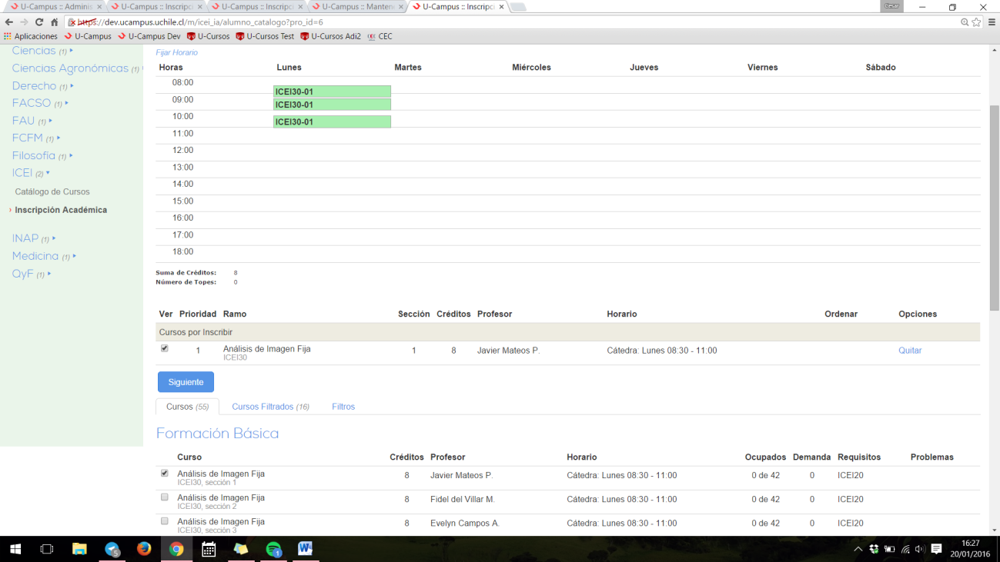 U-Campus :: Adminis
U-Campus :: Inscripci
U-Campus :: Inscripci
U-Campus :: Manteni
U-Campus :: Inscripci
Cesar
https://dev.ucampus.uchile.cl/m/icei_ia/alumno_catalogo?pro_id=6
Aplicaciones U-Campus U-Campus Dev U-Cursos U-Cursos Test U-Cursos Adi2 CEC
Ciencias (1)
Ciencias Agronómicas (1)
Derecho (1)
FACSO (1)
FAU (1)
FCFM (1)
Filosofía (1)
ICEI (2)
Catálogo de Cursos
Inscripción Académica
INAP (1)
Medicina (1)
QyF (1)
Fijar Horario
Horas Lunes Martes Miércoles Jueves Viernes Sábado
08:00
ICEI30-01
09:00
ICEI30-01
10:00
ICEI30-01
11:00
12:00
13:00
14:00
15:00
16:00
17:00
18:00
Suma de Créditos: 8
Número de Topes: 0
Ver Prioridad Ramo Sección Créditos Profesor Horario Ordenar Opciones
Cursos por Inscribir
1 Análisis de Imagen Fija 1 8 Javier Mateos P. Cátedra: Lunes 08:30 - 11:00 Quitar
ICEI30
Siguiente
Cursos (55) Cursos Filtrados (16) Filtros
Formación Básica
Curso Créditos Profesor Horario Ocupados Demanda Requisitos Problemas
Análisis de Imagen Fija 8 Javier Mateos P. Cátedra: Lunes 08:30 - 11:00 0 de 42 0 ICEI20
ICEI30, sección 1
Análisis de Imagen Fija 8 Fidel del Villar M. Cátedra: Lunes 08:30 - 11:00 0 de 42 0 ICEI20
ICEI30, sección 2
Análisis de Imagen Fija 8 Evelyn Campos A. Cátedra: Lunes 08:30 - 11:00 0 de 42 0 ICEI20
ICEI30, sección 3
5
1
16:27
20/01/2016